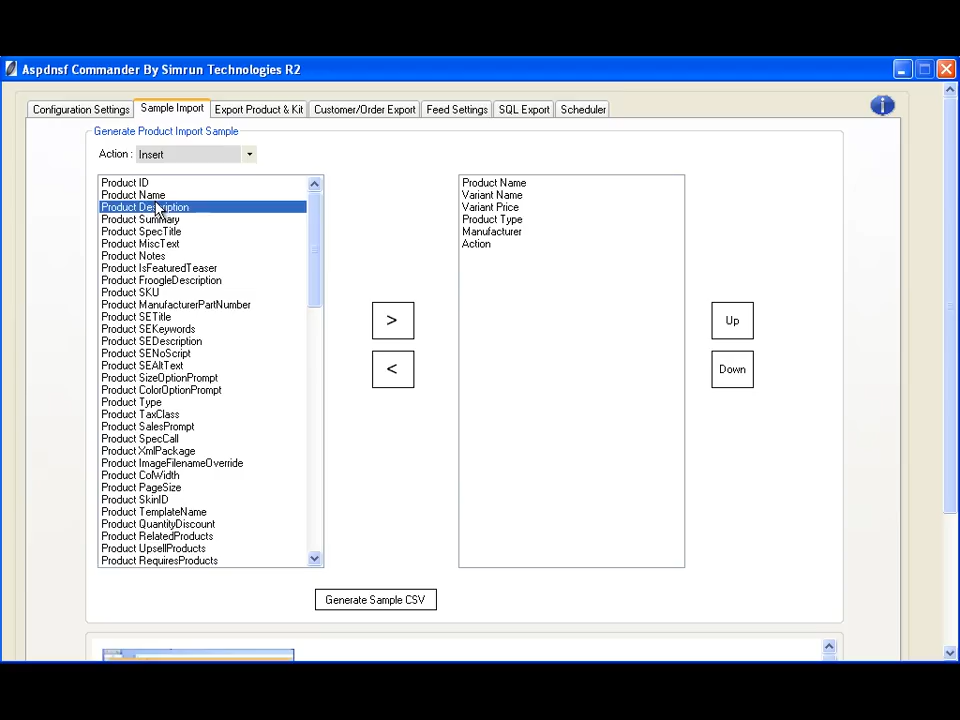 Aspdnsf Commander By Simrun Technologies R2
Configuration Settings Sample Import Export Product & Kit Customer/Order Export Feed Settings SQL Export Scheduler
Generate Product Import Sample
Action : Insert
Product ID
Product Name
Product Description
Product Summary
Product SpecTitle
Product MiscText
Product Notes
Product IsFeaturedTeaser
Product FroogleDescription
Product SKU
Product ManufacturerPartNumber
Product SETitle
Product SEKeywords
Product SEDescription
Product SENoScript
Product SEAltText
Product SizeOptionPrompt
Product ColorOptionPrompt
Product Type
Product TaxClass
Product SalesPrompt
Product SpecCall
Product XmlPackage
Product ImageFilenameOverride
Product ColWidth
Product PageSize
Product SkinID
Product TemplateName
Product QuantityDiscount
Product RelatedProducts
Product UpsellProducts
Product RequiresProducts
>
<
Product Name
Variant Name
Variant Price
Product Type
Manufacturer
Action
Up
Down
Generate Sample CSV